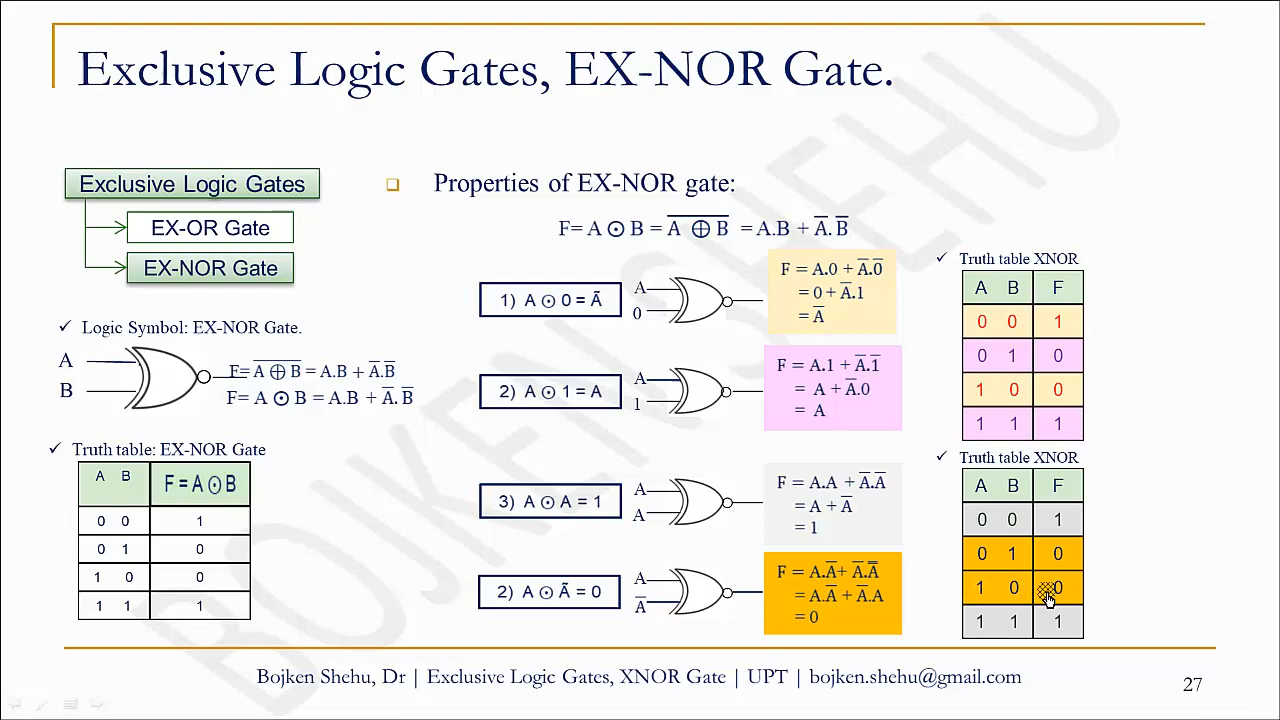 Exclusive Logic Gates, EX-NOR Gate.
Exclusive Logic Gates
EX-OR Gate
EX-NOR Gate
✓ Logic Symbol: EX-NOR Gate.
A
B
F= A̅ ̅⊕̅ ̅B̅ = A.B + A̅.B̅
F= A ⊙ B = A.B + A̅. B̅
✓ Truth table: EX-NOR Gate
A B F = A ⊙ B
0 0 1
0 1 0
1 0 0
1 1 1
❑ Properties of EX-NOR gate:
F= A ⊙ B = A̅ ̅⊕̅ ̅B̅ = A.B + A̅. B̅
1) A ⊙ 0 = Ã
A
0
F = A.0 + A̅.0̅
= 0 + A̅.1
= A̅
2) A ⊙ 1 = A
A
1
F = A.1 + A̅.1̅
= A + A̅.0
= A
3) A ⊙ A = 1
A
A
F = A.A + A̅.A̅
= A + A̅
= 1
2) A ⊙ Ã = 0
A
A̅
F = A.A̅+ A̅.A̿
= A.A̅ + A̅.A
= 0
✓ Truth table XNOR
A B F
0 0 1
0 1 0
1 0 0
1 1 1
✓ Truth table XNOR
A B F
0 0 1
0 1 0
1 0 0
1 1 1
Bojken Shehu, Dr | Exclusive Logic Gates, XNOR Gate | UPT | bojken.shehu@gmail.com
27
BOJKEN SHEHU